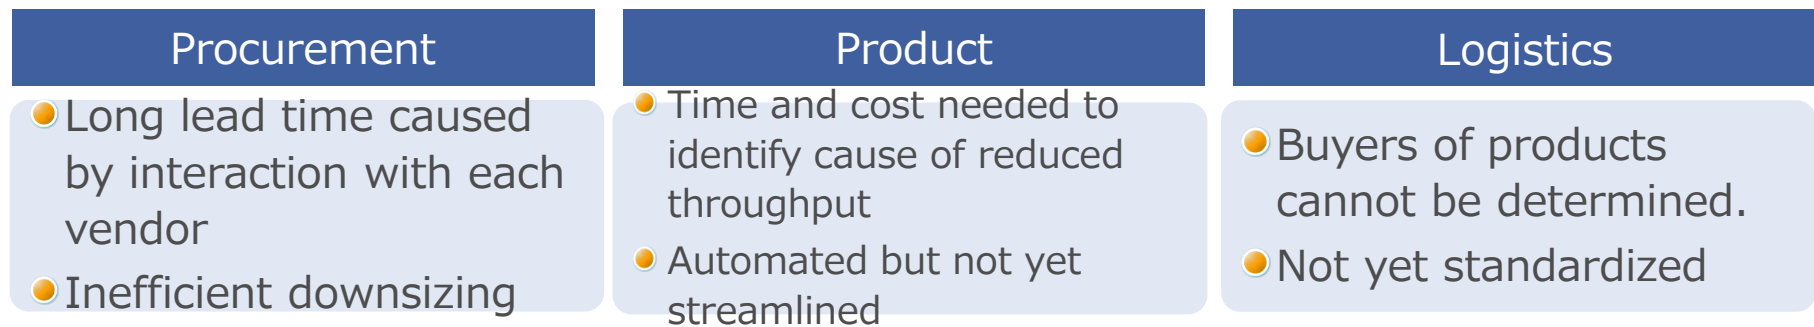 Procurement
Long lead time caused
by interaction with each
vendor
Inefficient downsizing
Product
Time and cost needed to
identify cause of reduced
throughput
Automated but not yet
streamlined
Logistics
Buyers of products
cannot be determined.
Not yet standardized